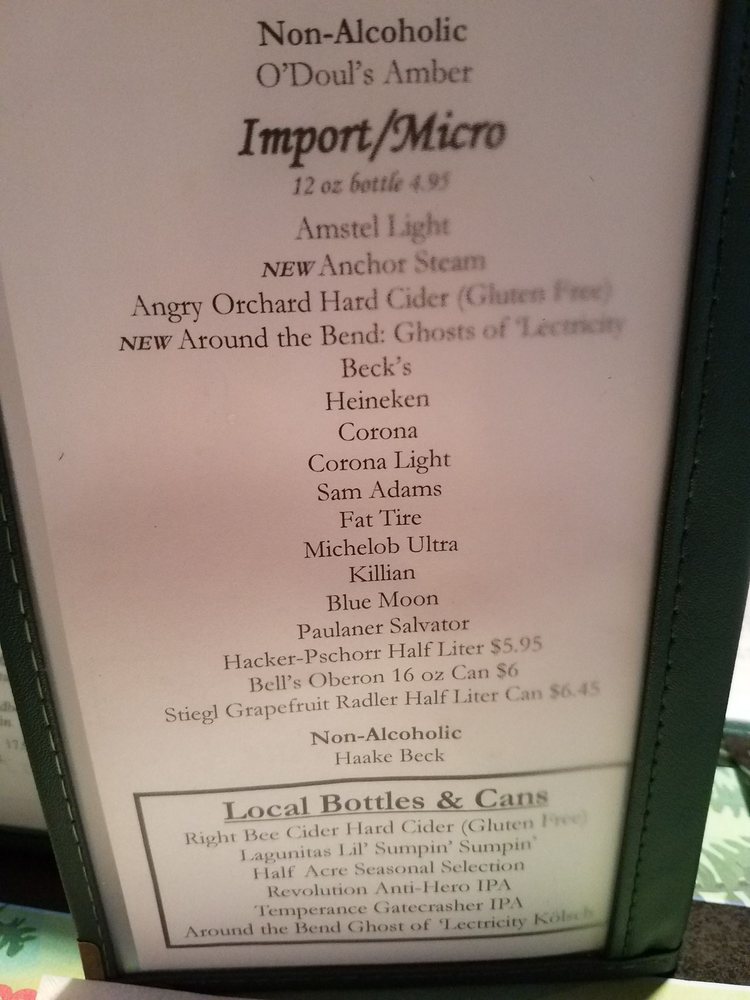 Non-Alcoholic
O'Doul's Amber
Import/Micro
12 oz bottle 4.95
Amstel Light
NEW Anchor Steam
Angry Orchard Hard Cider (Gluten Free)
NEW Around the Bend: Ghosts of 'Lectricity
Beck's
Heineken
Corona
Corona Light
Sam Adams
Fat Tire
Michelob Ultra
Killian
Blue Moon
Paulaner Salvator
Hacker-Pschorr Half Liter $5.95
Bell's Oberon 16 oz Can $6
Stiegl Grapefruit Radler Half Liter Can $6.45
Non-Alcoholic
Haake Beck
Local Bottles & Cans
Right Bee Cider Hard Cider (Gluten Free)
Lagunitas Lil' Sumpin' Sumpin'
Half Acre Seasonal Selection
Revolution Anti-Hero IPA
Temperance Gatecrasher IPA
Around the Bend Ghost of 'Lectricity Kölsch